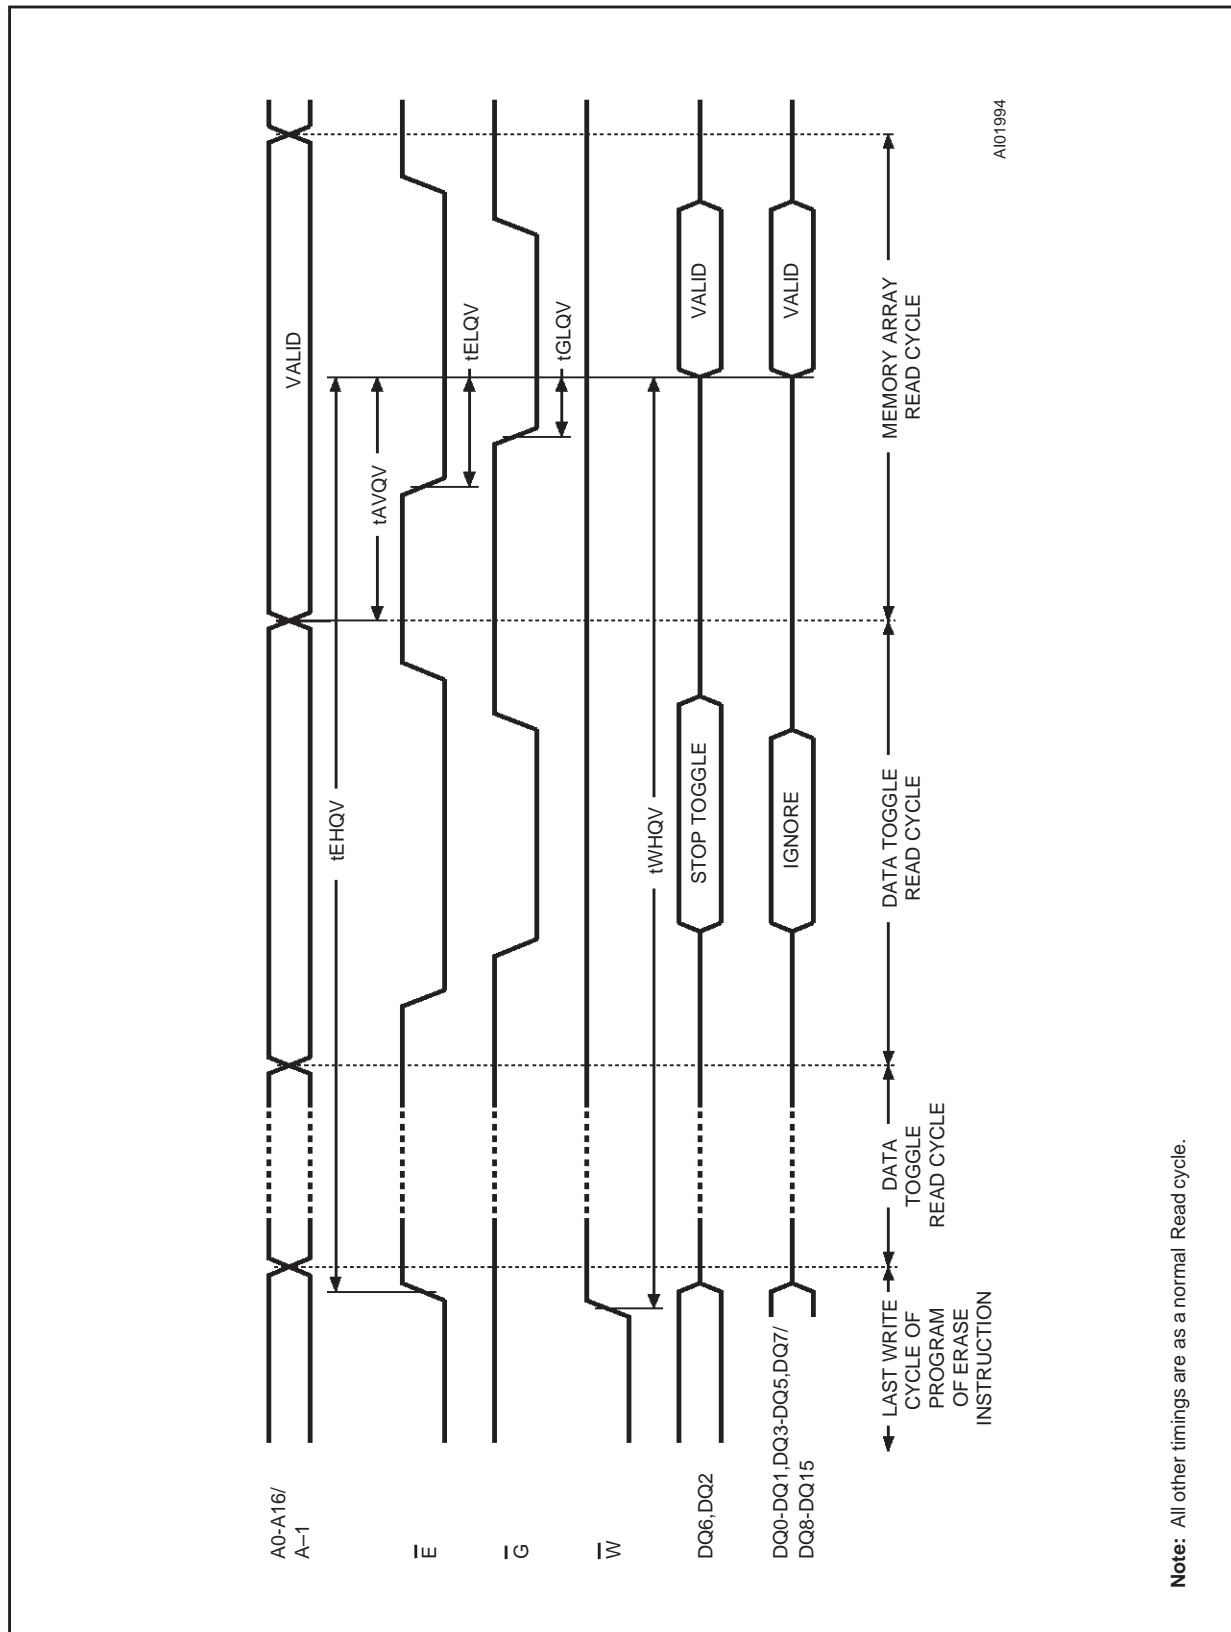 A0-A16/
A–1
E
G
W
DQ6,DQ2
DQ0-DQ1,DQ3-DQ5,DQ7/
DQ8-DQ15
VALID
tEHQV
tAVQV
tELQV
tGLQV
tWHQV
STOP TOGGLE
VALID
IGNORE
VALID
LAST WRITE
CYCLE OF
PROGRAM
OF ERASE
INSTRUCTION
DATA
TOGGLE
READ CYCLE
DATA TOGGLE
READ CYCLE
MEMORY ARRAY
READ CYCLE
AI01994
Note: All other timings are as a normal Read cycle.